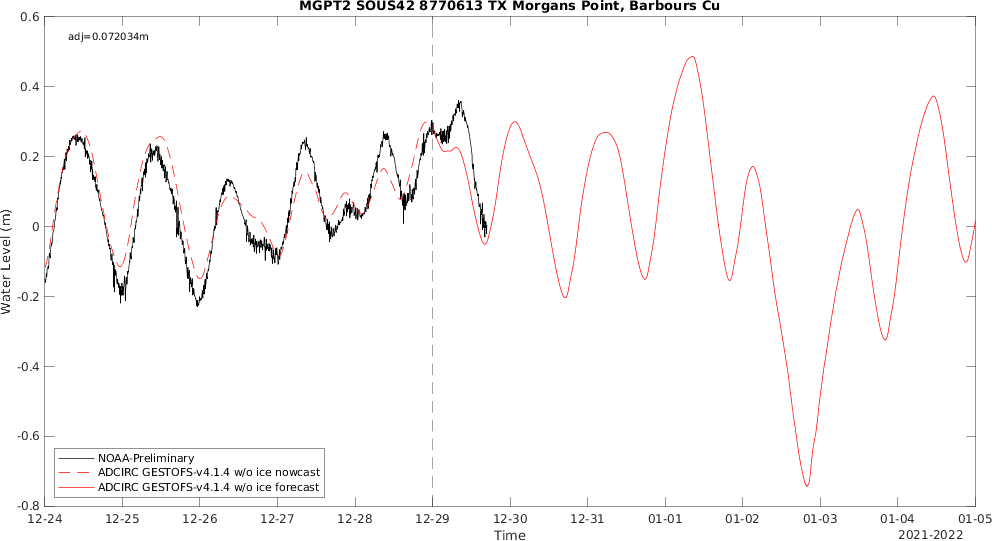 MGPT2 SOUS42 8770613 TX Morgans Point, Barbours Cu
adj=0.072034m
0.6
0.4
0.2
0
-0.2
-0.4
-0.6
-0.8
Water Level (m)
NOAA-Preliminary
ADCIRC GESTOFS-v4.1.4 w/o ice nowcast
ADCIRC GESTOFS-v4.1.4 w/o ice forecast
12-24 12-25 12-26 12-27 12-28 12-29 12-30 12-31 01-01 01-02 01-03 01-04 01-05
Time
2021-2022